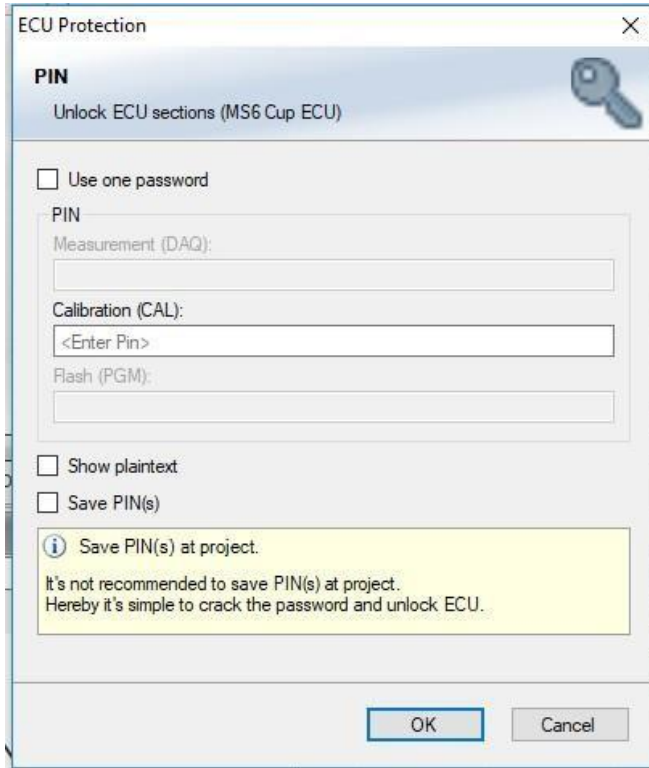 ECU Protection
PIN
Unlock ECU sections (MS6 Cup ECU)
Use one password
PIN
Measurement (DAQ):
Calibration (CAL):
<Enter Pin>
Flash (PGM):
Show plaintext
Save PIN(s)
Save PIN(s) at project.
It's not recommended to save PIN(s) at project.
Hereby it's simple to crack the password and unlock ECU.
OK
Cancel